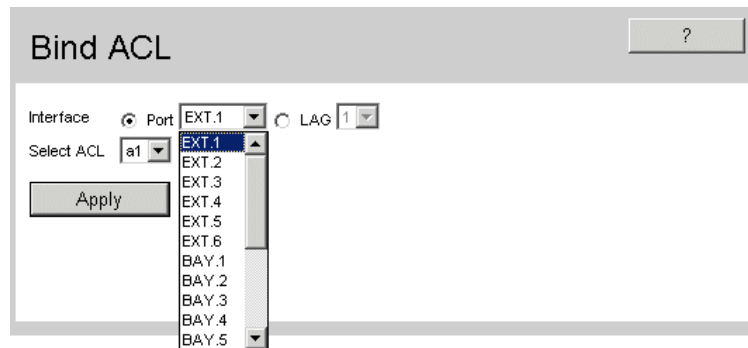 Bind ACL
?
Interface Port EXT.1 LAG 1
Select ACL a1
Apply
EXT.1
EXT.2
EXT.3
EXT.4
EXT.5
EXT.6
BAY.1
BAY.2
BAY.3
BAY.4
BAY.5